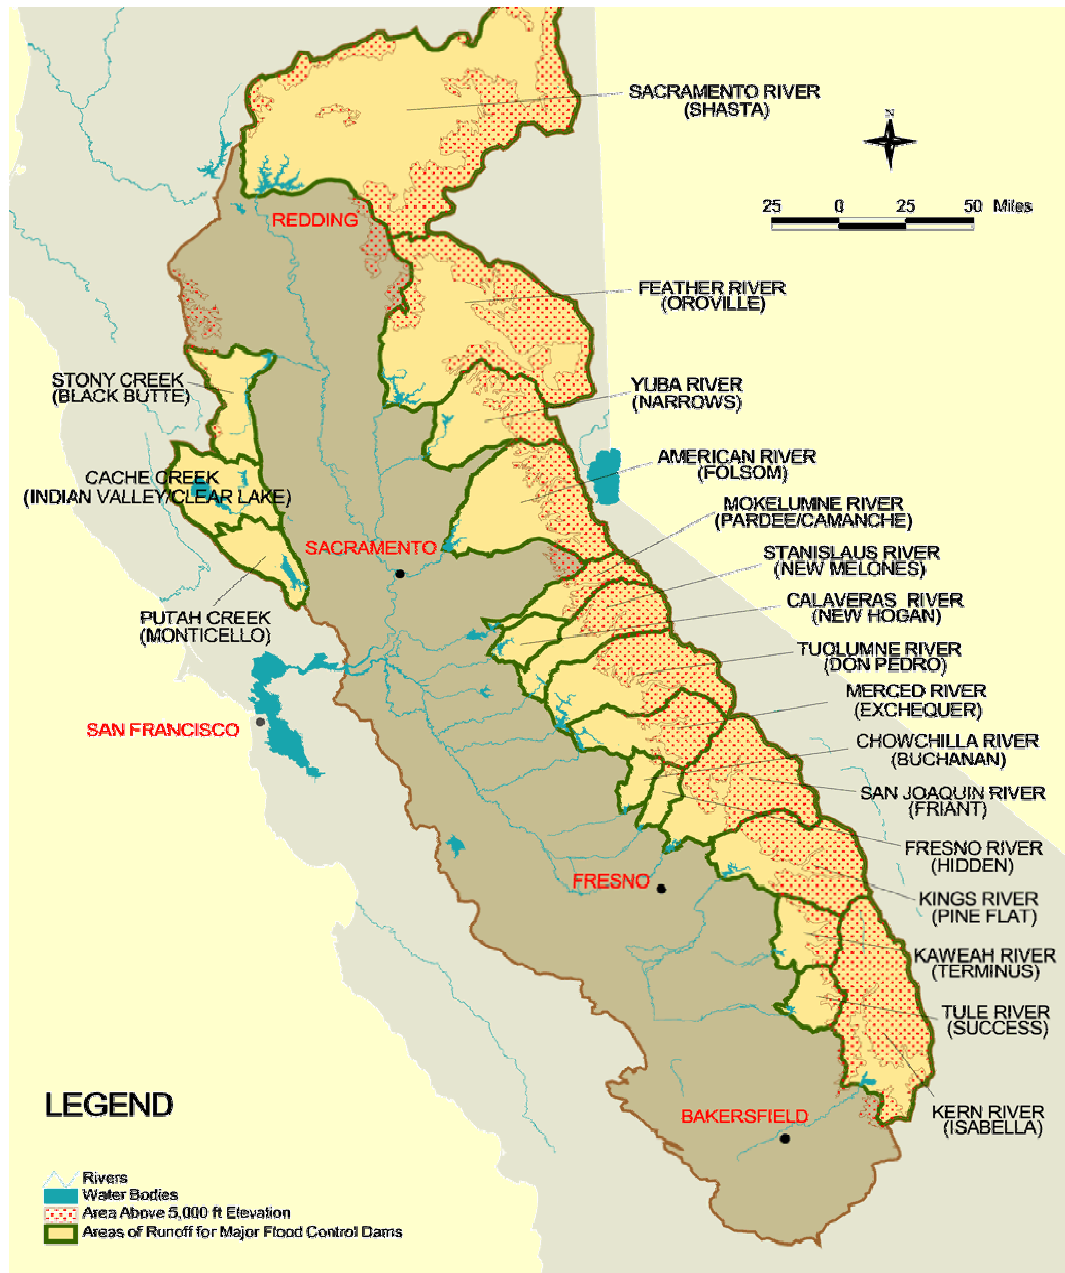 SACRAMENTO RIVER
(SHASTA)
N
25 0 25 50 Miles
REDDING
FEATHER RIVER
(OROVILLE)
STONY CREEK
(BLACK BUTTE)
YUBA RIVER
(NARROWS)
AMERICAN RIVER
(FOLSOM)
CACHE CREEK
(INDIAN VALLEY/CLEAR LAKE)
MOKELUMNE RIVER
(PARDEE/CAMANCHE)
SACRAMENTO
STANISLAUS RIVER
(NEW MELONES)
CALAVERAS RIVER
(NEW HOGAN)
PUTAH CREEK
(MONTICELLO)
TUOLUMNE RIVER
(DON PEDRO)
MERCED RIVER
(EXCHEQUER)
SAN FRANCISCO
CHOWCHILLA RIVER
(BUCHANAN)
SAN JOAQUIN RIVER
(FRIANT)
FRESNO RIVER
(HIDDEN)
FRESNO
KINGS RIVER
(PINE FLAT)
KAWEAH RIVER
(TERMINUS)
TULE RIVER
(SUCCESS)
LEGEND
BAKERSFIELD
KERN RIVER
(ISABELLA)
Rivers
Water Bodies
Area Above 5,000 ft Elevation
Areas of Runoff for Major Flood Control Dams